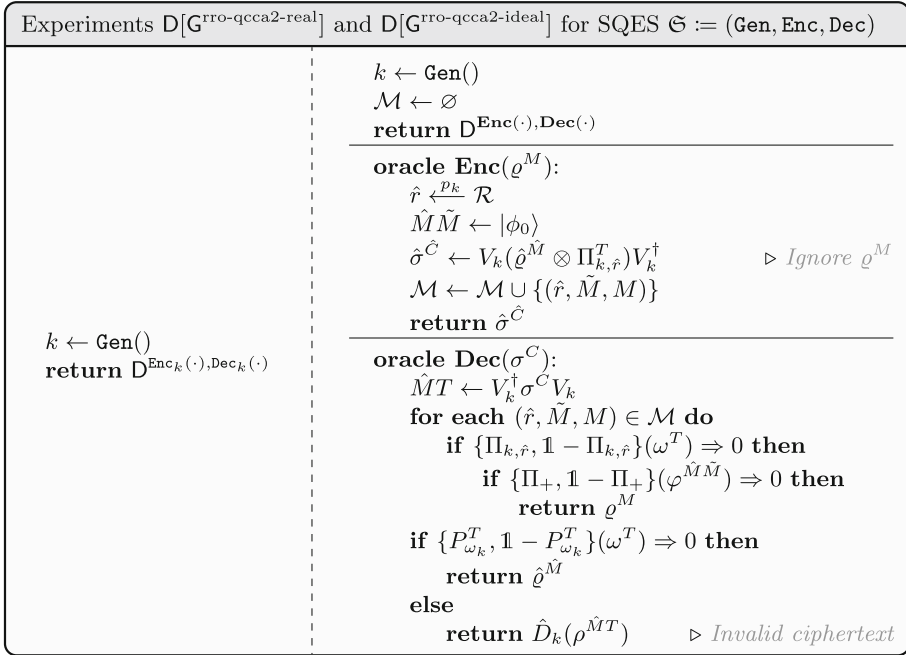 Experiments D[G^{rro-qcca2-real}] and D[G^{rro-qcca2-ideal}] for SQES 𝔖 := (Gen, Enc, Dec)
k ← Gen()
return D^{Enc_k(·),Dec_k(·)}
k ← Gen()
ℳ ← ∅
return D^{Enc(·),Dec(·)}
oracle Enc(ϱ^M):
r̂ ←^{p_k} ℛ
M̂M̃ ← |ϕ_0⟩
σ̂^Ĉ ← V_k(ϱ̂^M̂ ⊗ Π^T_{k,r̂})V_k^† ▷ Ignore ϱ^M
ℳ ← ℳ ∪ {(r̂, M̃, M)}
return σ̂^Ĉ
oracle Dec(σ^C):
M̂T ← V_k^† σ^C V_k
for each (r̂, M̃, M) ∈ ℳ do
if {Π_{k,r̂}, 𝟙 − Π_{k,r̂}}(ω^T) ⇒ 0 then
if {Π_+, 𝟙 − Π_+}(φ^{M̂M̃}) ⇒ 0 then
return ϱ^M
if {P^T_{ω_k}, 𝟙 − P^T_{ω_k}}(ω^T) ⇒ 0 then
return ϱ̂^M̂
else
return D̂_k(ρ^{M̂T}) ▷ Invalid ciphertext